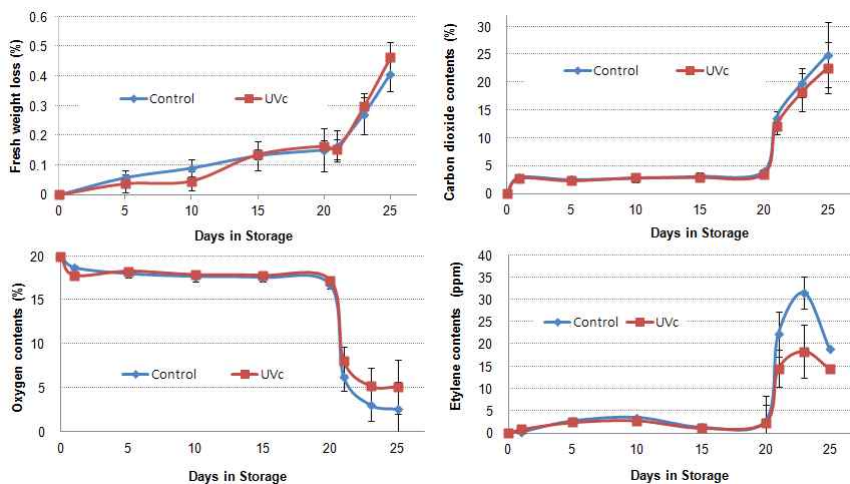 Fresh weight loss (%)
0.6
0.5
0.4
0.3
0.2
0.1
0
Control UVc
0 5 10 15 20 25
Days in Storage
Carbon dioxide contents (%)
30
25
20
15
10
5
0
Control UVc
0 5 10 15 20 25
Days in Storage
Oxygen contents (%)
20
15
10
5
0
Control UVc
0 5 10 15 20 25
Days in Storage
Etylene contents (ppm)
40
35
30
25
20
15
10
5
0
Control UVc
0 5 10 15 20 25
Days in Storage